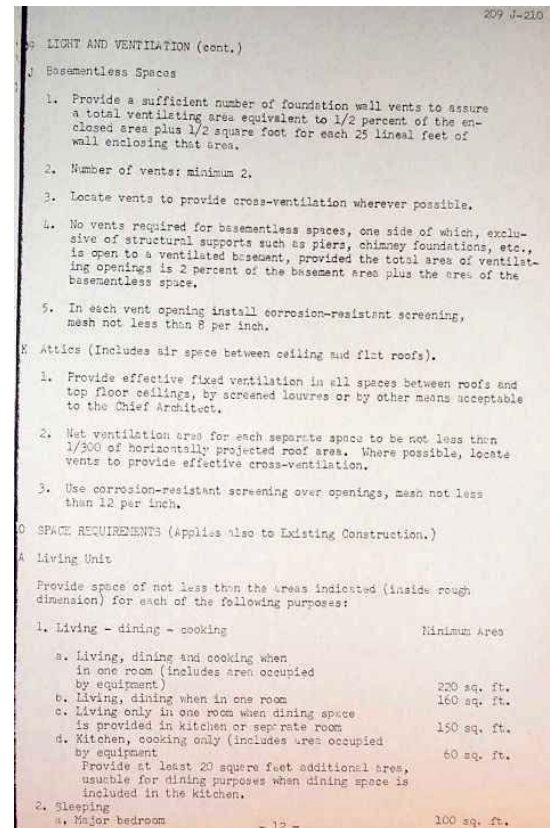 209 J-210
LIGHT AND VENTILATION (cont.)
J Basementless Spaces
1. Provide a sufficient number of foundation wall vents to assure
a total ventilating area equivalent to 1/2 percent of the en-
closed area plus 1/2 square foot for each 25 lineal feet of
wall enclosing that area.
2. Number of vents: minimum 2.
3. Locate vents to provide cross-ventilation wherever possible.
4. No vents required for basementless spaces, one side of which, exclu-
sive of structural supports such as piers, chimney foundations, etc.,
is open to a ventilated basement, provided the total area of ventilat-
ing openings is 2 percent of the basement area plus the area of the
basementless space.
5. In each vent opening install corrosion-resistant screening,
mesh not less than 8 per inch.
K Attics (Includes air space between ceiling and flat roofs).
1. Provide effective fixed ventilation in all spaces between roofs and
top floor ceilings, by screened louvres or by other means acceptable
to the Chief Architect.
2. Net ventilation area for each separate space to be not less than
1/300 of horizontally projected roof area. Where possible, locate
vents to provide effective cross-ventilation.
3. Use corrosion-resistant screening over openings, mesh not less
than 12 per inch.
SPACE REQUIREMENTS (Applies also to Existing Construction.)
A Living Unit
Provide space of not less than the areas indicated (inside rough
dimension) for each of the following purposes:
1. Living - dining - cooking Minimum Area
a. Living, dining and cooking when
in one room (includes area occupied
by equipment) 220 sq. ft.
b. Living, dining when in one room 160 sq. ft.
c. Living only in one room when dining space
is provided in kitchen or separate room 150 sq. ft.
d. Kitchen, cooking only (includes area occupied
by equipment 60 sq. ft.
Provide at least 20 square feet additional area,
usuable for dining purposes when dining space is
included in the kitchen.
2. Sleeping
a. Major bedroom 100 sq. ft.
- 12 -